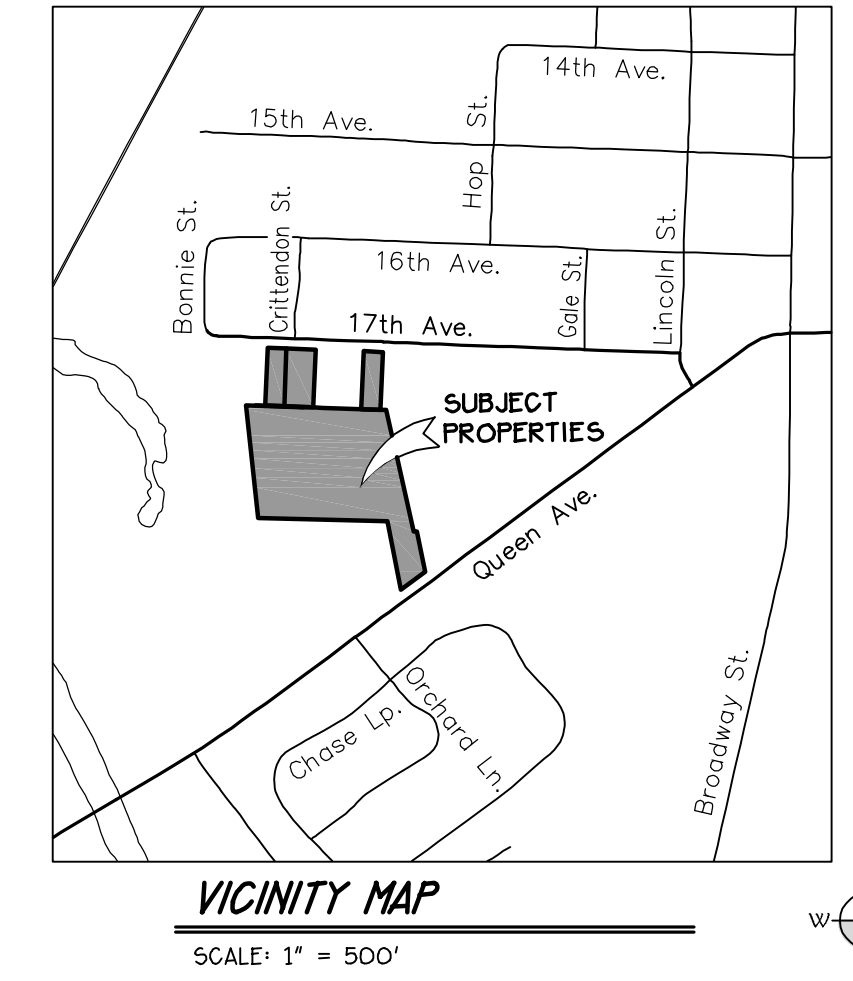 14th Ave.
15th Ave.
Hop St.
Bonnie St.
Crittendon St.
16th Ave.
Gale St.
Lincoln St.
17th Ave.
SUBJECT
PROPERTIES
Queen Ave.
Orchard Ln.
Chase Lp.
Broadway St.
VICINITY MAP
W
SCALE: 1" = 500'